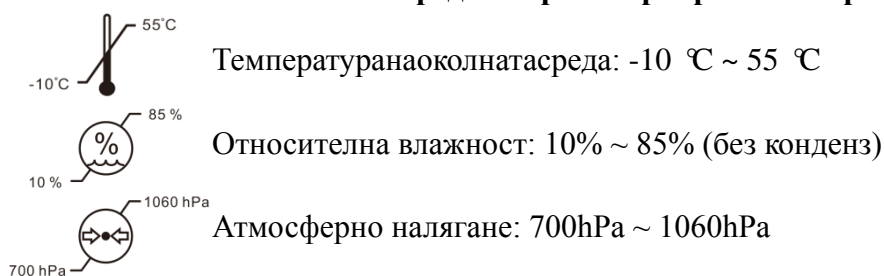 55°C
-10°C
Температуранаоколнатасреда: -10 ℃ ~ 55 ℃
85 %
%
10 %
Относителна влажност: 10% ~ 85% (без конденз)
1060 hPa
700 hPa
Атмосферно налягане: 700hPa ~ 1060hPa